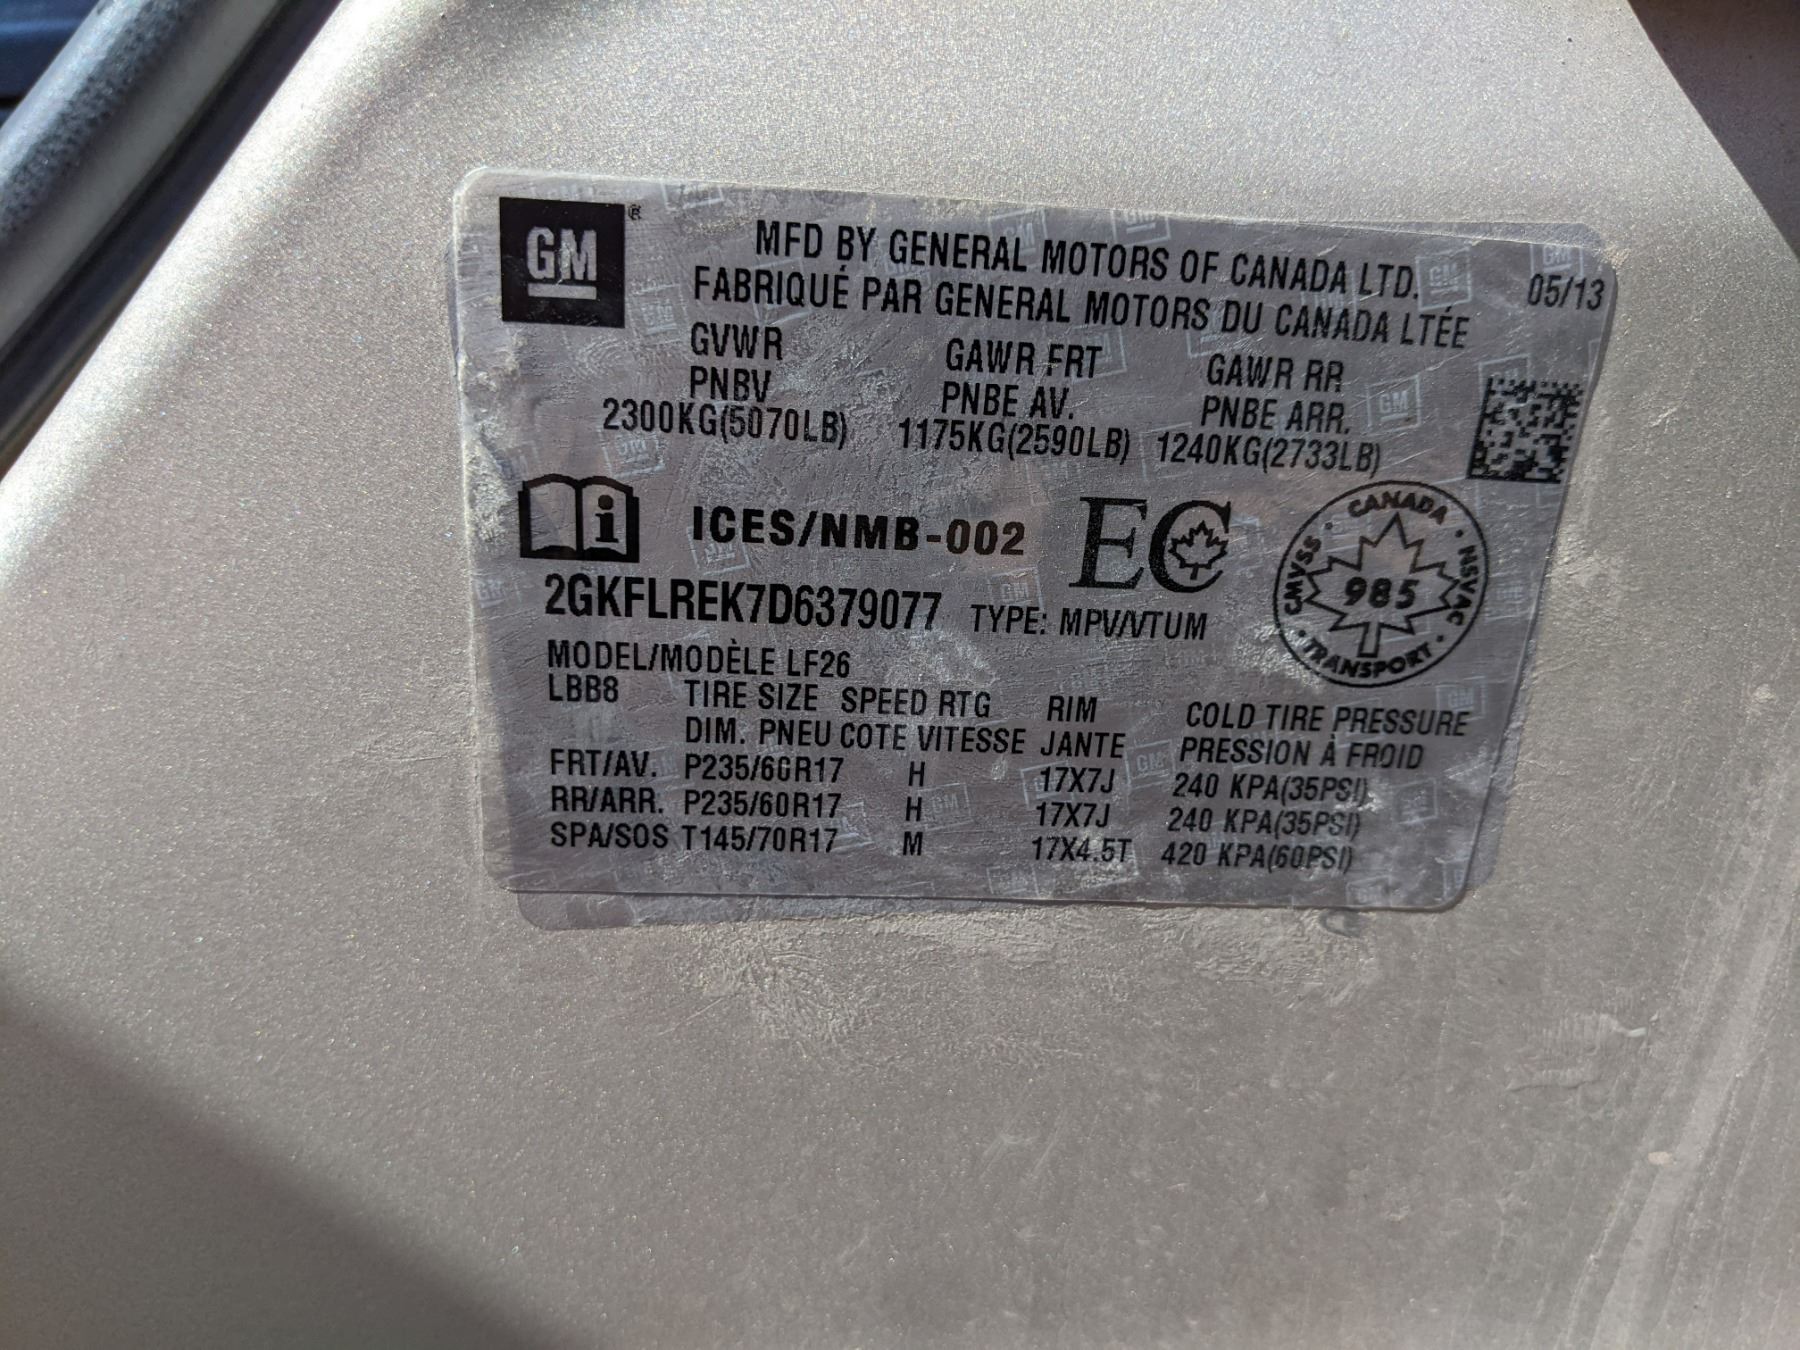 GM ®
MFD BY GENERAL MOTORS OF CANADA LTD.
05/13
FABRIQUÉ PAR GENERAL MOTORS DU CANADA LTÉE
GVWR GAWR FRT GAWR RR
PNBV PNBE AV. PNBE ARR.
2300KG(5070LB) 1175KG(2590LB) 1240KG(2733LB)
i ICES/NMB-002 EC
CANADA · NSVAC · TRANSPORT · CMVSS ·
985
2GKFLREK7D6379077 TYPE: MPV/VTUM
MODEL/MODÈLE LF26
LBB8 TIRE SIZE SPEED RTG RIM COLD TIRE PRESSURE
DIM. PNEU COTE VITESSE JANTE PRESSION À FROID
FRT/AV. P235/60R17 H 17X7J 240 KPA(35PSI)
RR/ARR. P235/60R17 H 17X7J 240 KPA(35PSI)
SPA/SOS T145/70R17 M 17X4.5T 420 KPA(60PSI)